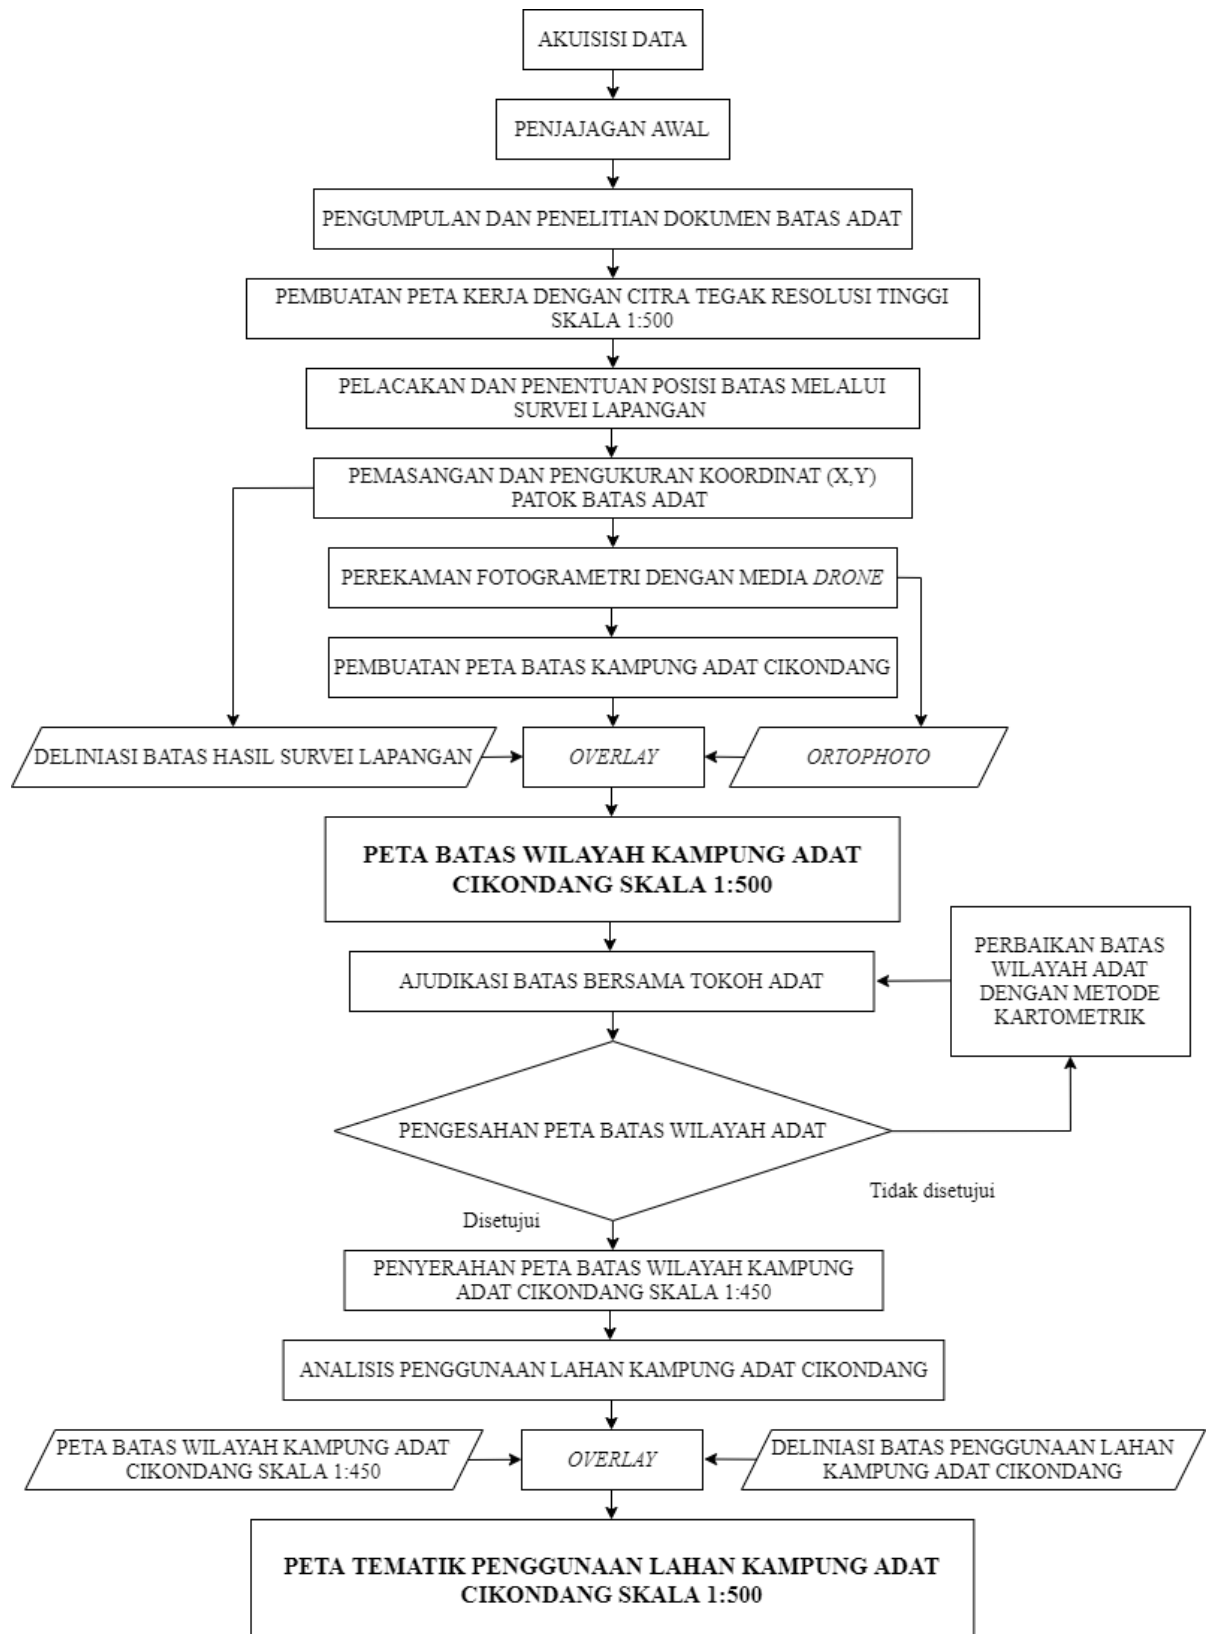 AKUISISI DATA
PENJAJAGAN AWAL
PENGUMPULAN DAN PENELITIAN DOKUMEN BATAS ADAT
PEMBUATAN PETA KERJA DENGAN CITRA TEGAK RESOLUSI TINGGI
SKALA 1:500
PELACAKAN DAN PENENTUAN POSISI BATAS MELALUI
SURVEI LAPANGAN
PEMASANGAN DAN PENGUKURAN KOORDINAT (X,Y)
PATOK BATAS ADAT
PEREKAMAN FOTOGRAMETRI DENGAN MEDIA DRONE
PEMBUATAN PETA BATAS KAMPUNG ADAT CIKONDANG
DELINIASI BATAS HASIL SURVEI LAPANGAN
OVERLAY
ORTOPHOTO
PETA BATAS WILAYAH KAMPUNG ADAT
CIKONDANG SKALA 1:500
AJUDIKASI BATAS BERSAMA TOKOH ADAT
PERBAIKAN BATAS
WILAYAH ADAT
DENGAN METODE
KARTOMETRIK
PENGESAHAN PETA BATAS WILAYAH ADAT
Tidak disetujui
Disetujui
PENYERAHAN PETA BATAS WILAYAH KAMPUNG
ADAT CIKONDANG SKALA 1:450
ANALISIS PENGGUNAAN LAHAN KAMPUNG ADAT CIKONDANG
PETA BATAS WILAYAH KAMPUNG ADAT
CIKONDANG SKALA 1:450
OVERLAY
DELINIASI BATAS PENGGUNAAN LAHAN
KAMPUNG ADAT CIKONDANG
PETA TEMATIK PENGGUNAAN LAHAN KAMPUNG ADAT
CIKONDANG SKALA 1:500